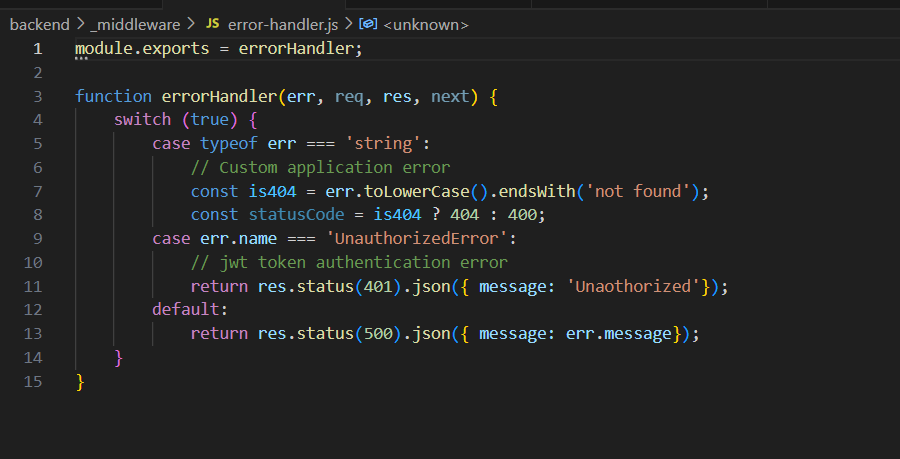 backend > _middleware > JS error-handler.js > <unknown>
1 module.exports = errorHandler;
2
3 function errorHandler(err, req, res, next) {
4     switch (true) {
5         case typeof err === 'string':
6             // Custom application error
7             const is404 = err.toLowerCase().endsWith('not found');
8             const statusCode = is404 ? 404 : 400;
9         case err.name === 'UnauthorizedError':
10             // jwt token authentication error
11             return res.status(401).json({ message: 'Unaothorized'});
12         default:
13             return res.status(500).json({ message: err.message});
14     }
15 }